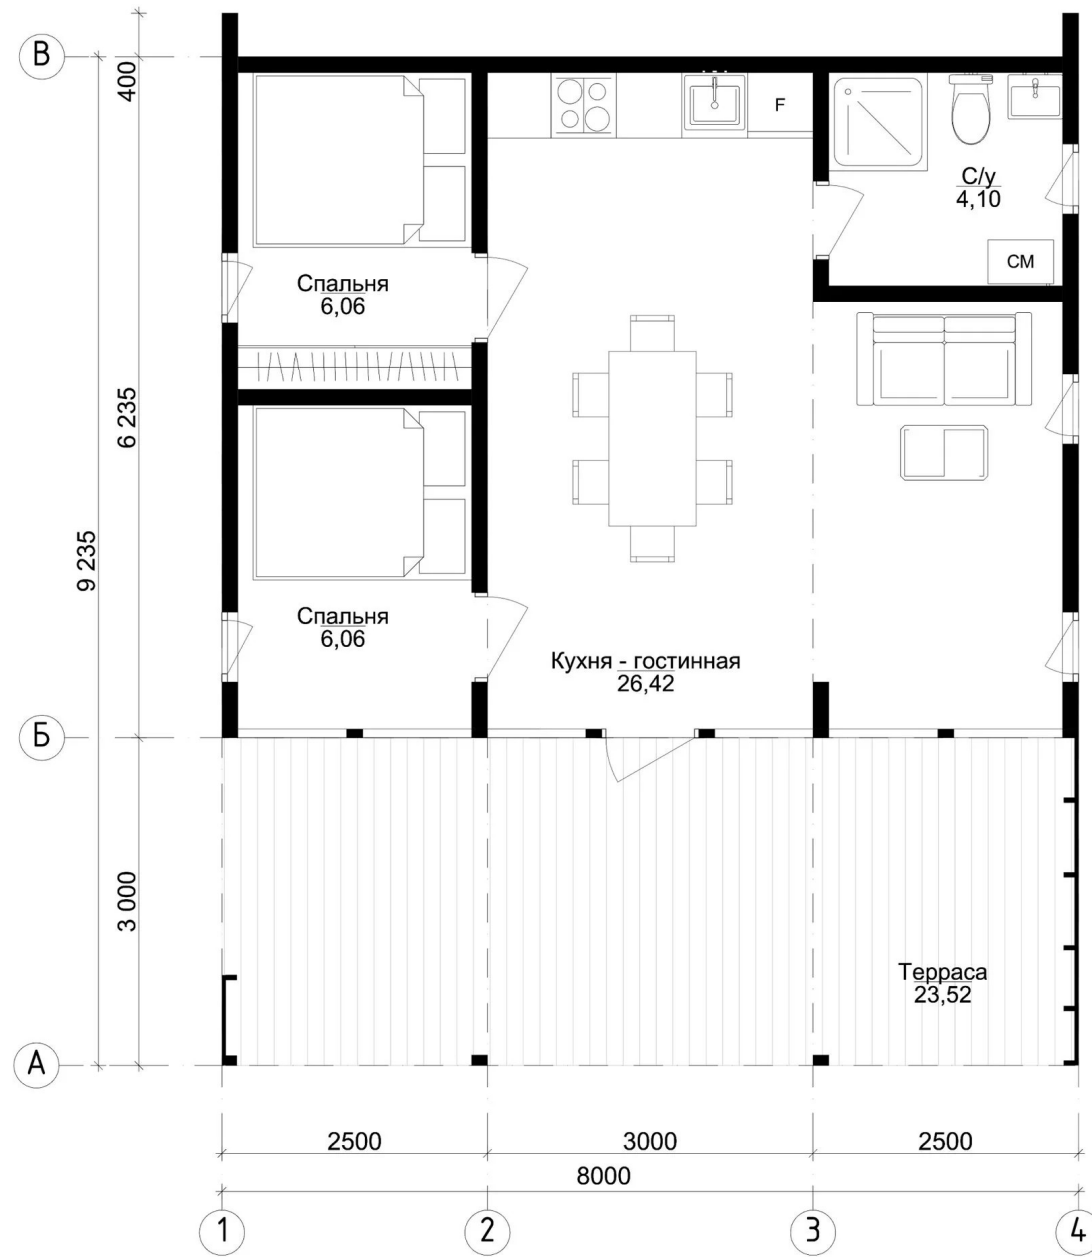 В
400
F
С/у
4,10
СМ
Спальня
6,06
6 235
9 235
Спальня
6,06
Кухня - гостинная
26,42
Б
3 000
Терраса
23,52
А
2500 3000 2500
8000
1 2 3 4